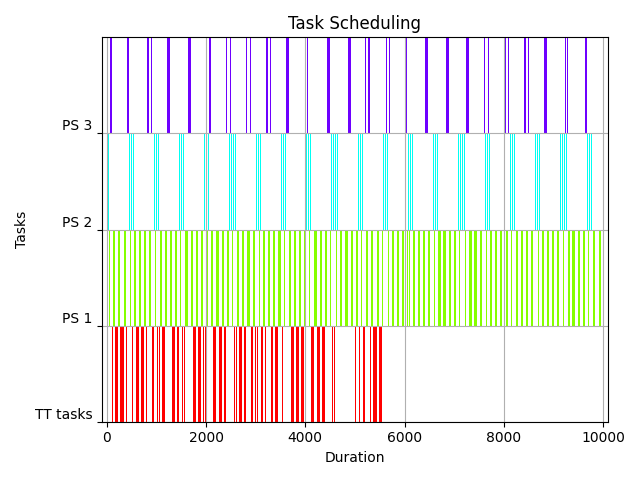 Task Scheduling
PS 3
PS 2
PS 1
TT tasks
Tasks
0 2000 4000 6000 8000 10000
Duration